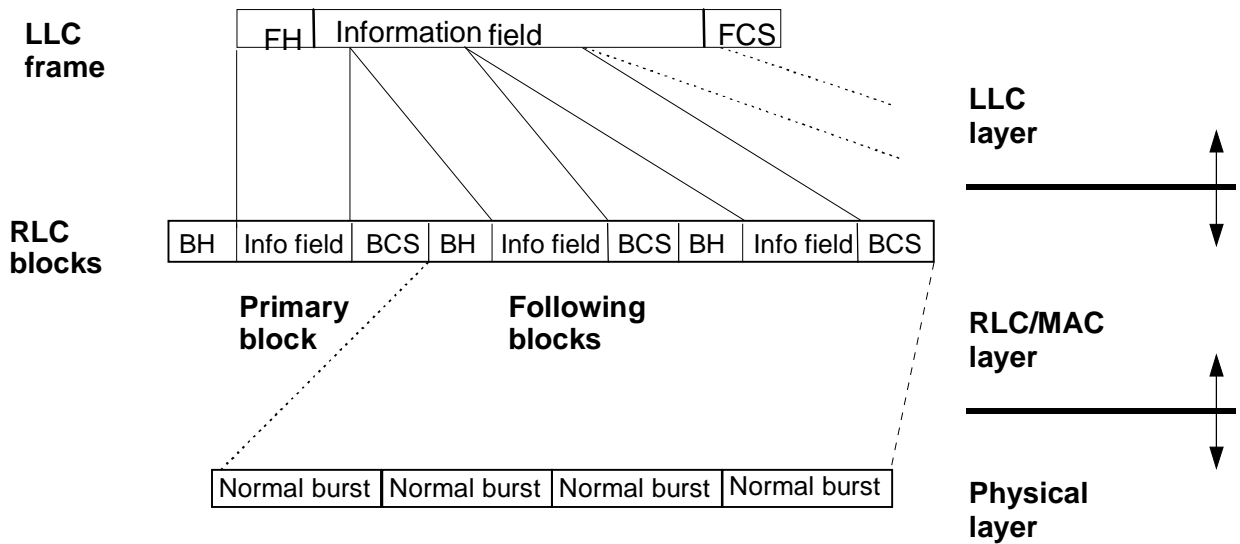 LLC
frame
FH Information field FCS
LLC
layer
RLC
blocks
BH Info field BCS BH Info field BCS BH Info field BCS
Primary
block
Following
blocks
RLC/MAC
layer
Normal burst Normal burst Normal burst Normal burst
Physical
layer